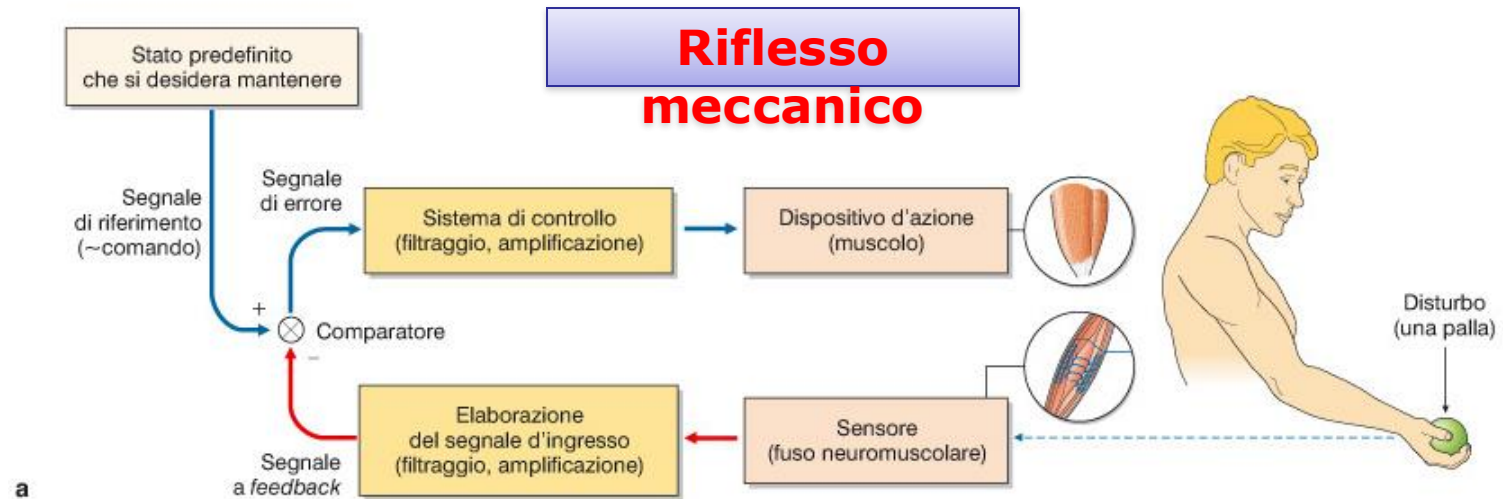 Riflesso
meccanico
Stato predefinito
che si desidera mantenere
Segnale
di riferimento
(~comando)
Segnale
di errore
Sistema di controllo
(filtraggio, amplificazione)
Dispositivo d'azione
(muscolo)
+
Comparatore
–
Disturbo
(una palla)
Elaborazione
del segnale d'ingresso
(filtraggio, amplificazione)
Sensore
(fuso neuromuscolare)
Segnale
a feedback
a